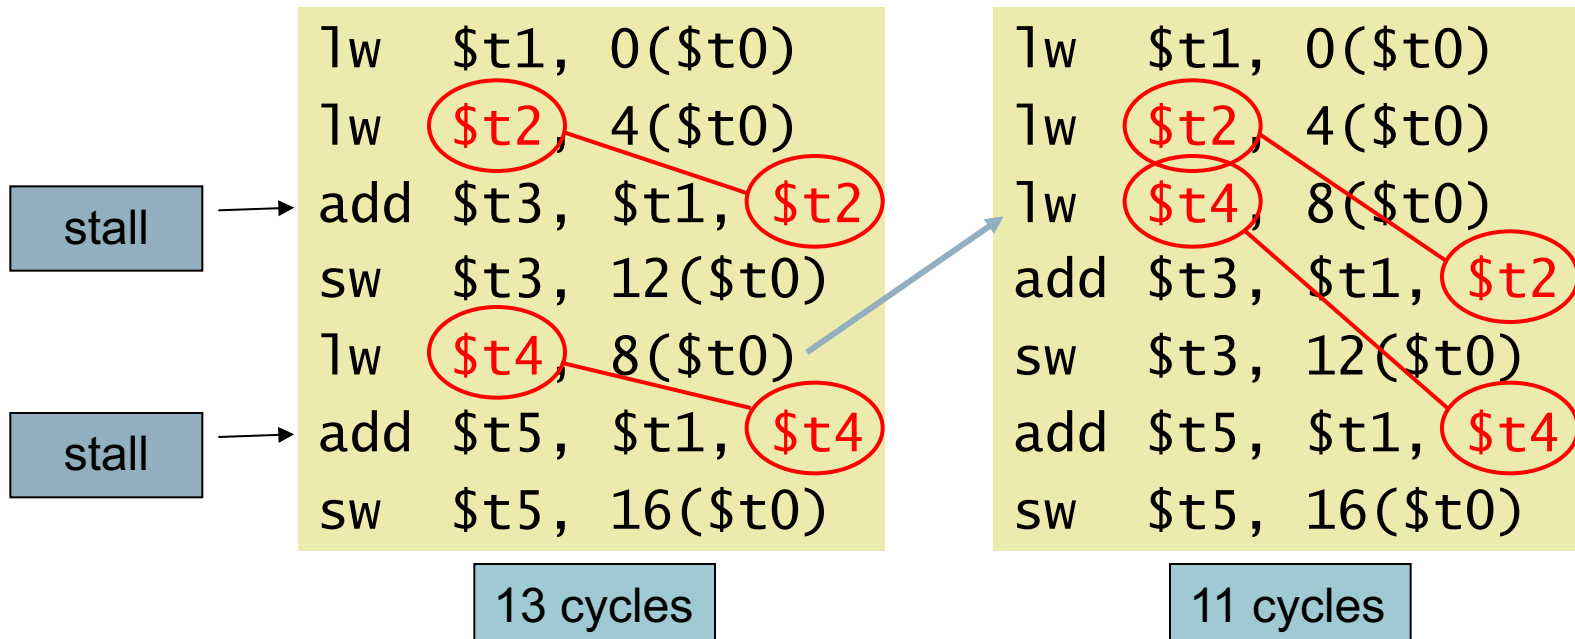 lw $t1, 0($t0)
lw $t2, 4($t0)
add $t3, $t1, $t2
sw $t3, 12($t0)
lw $t4, 8($t0)
add $t5, $t1, $t4
sw $t5, 16($t0)
stall
stall
13 cycles
lw $t1, 0($t0)
lw $t2, 4($t0)
lw $t4, 8($t0)
add $t3, $t1, $t2
sw $t3, 12($t0)
add $t5, $t1, $t4
sw $t5, 16($t0)
11 cycles